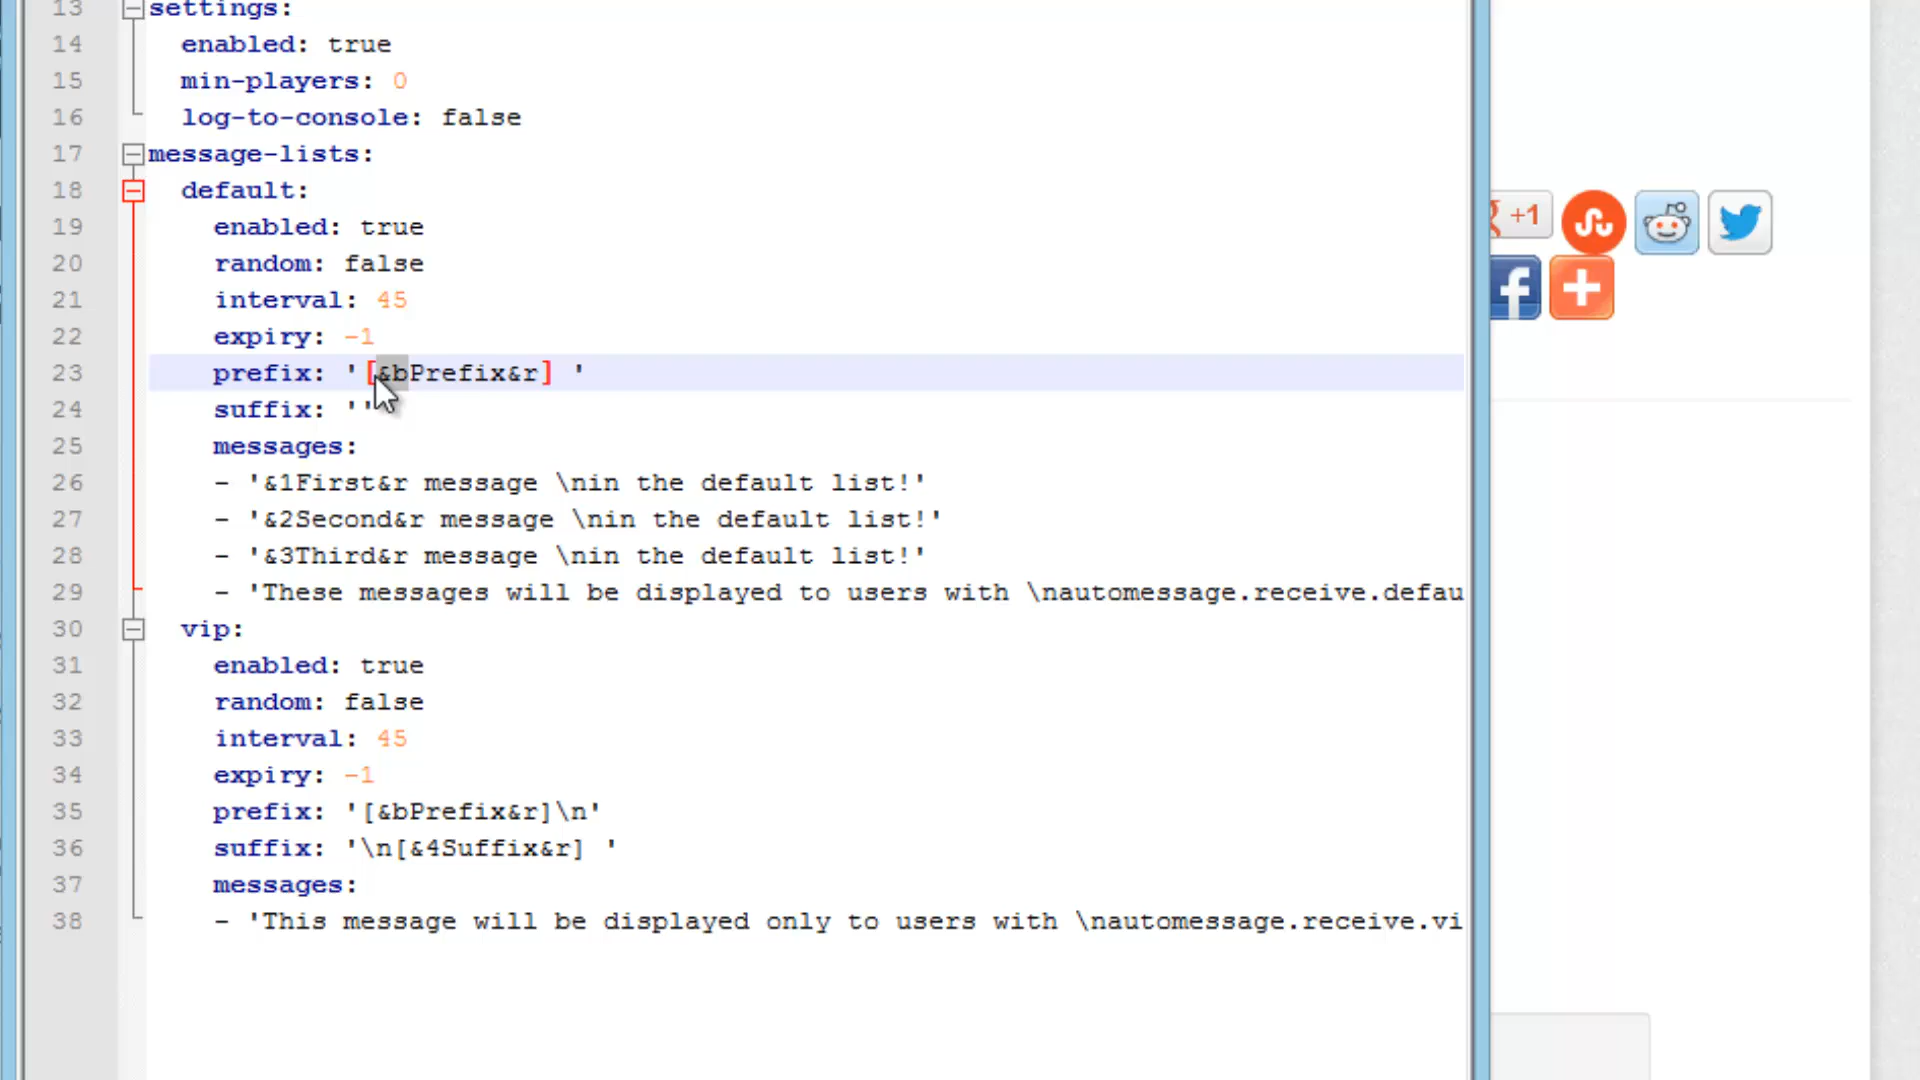 13 settings:
14 enabled: true
15 min-players: 0
16 log-to-console: false
17 message-lists:
18 default:
19 enabled: true
20 random: false
21 interval: 45
22 expiry: -1
23 prefix: '[&bPrefix&r] '
24 suffix: ''
25 messages:
26 - '&1First&r message \nin the default list!'
27 - '&2Second&r message \nin the default list!'
28 - '&3Third&r message \nin the default list!'
29 - 'These messages will be displayed to users with \nautomessage.receive.defau
30 vip:
31 enabled: true
32 random: false
33 interval: 45
34 expiry: -1
35 prefix: '[&bPrefix&r]\n'
36 suffix: '\n[&4Suffix&r] '
37 messages:
38 - 'This message will be displayed only to users with \nautomessage.receive.vi
g +1
f